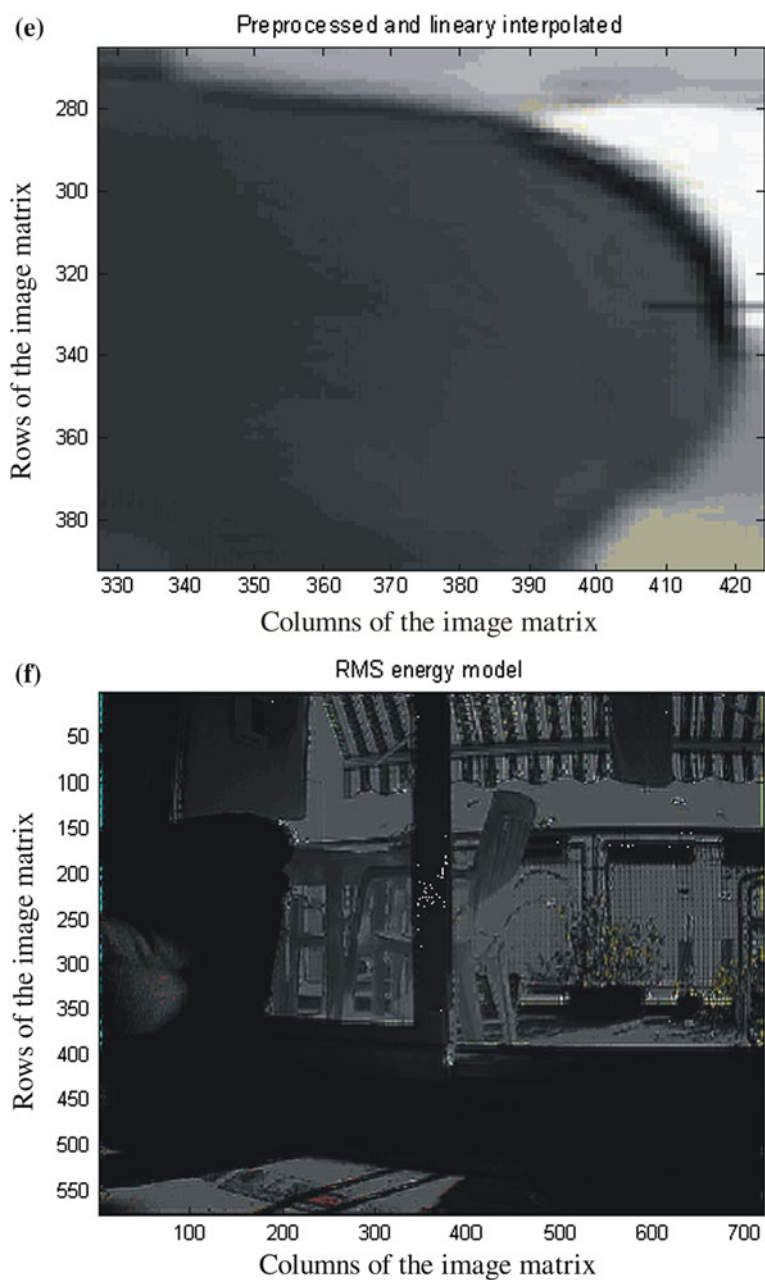 (e)
Preprocessed and lineary interpolated
280
300
320
340
360
380
Rows of the image matrix
330 340 350 360 370 380 390 400 410 420
Columns of the image matrix
(f)
RMS energy model
50
100
150
200
250
300
350
400
450
500
550
Rows of the image matrix
100 200 300 400 500 600 700
Columns of the image matrix